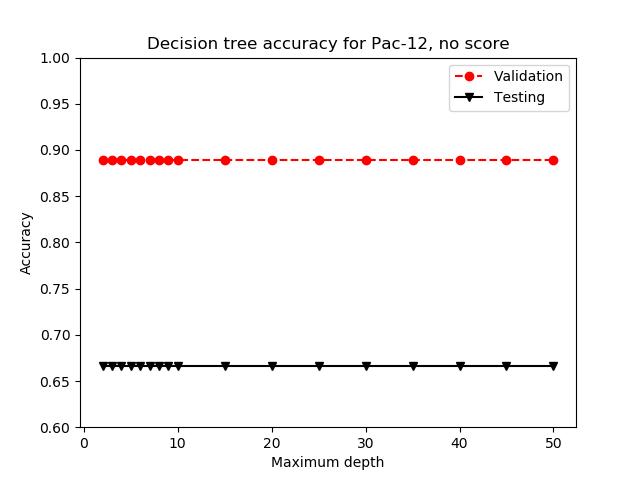 Decision tree accuracy for Pac-12, no score
Validation
Testing
Accuracy
1.00
0.95
0.90
0.85
0.80
0.75
0.70
0.65
0.60
0 10 20 30 40 50
Maximum depth